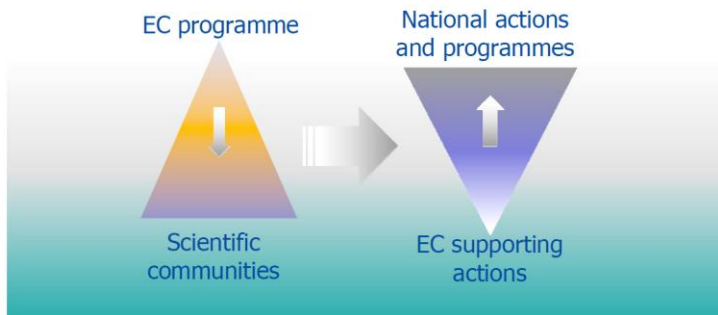 EC programme
Scientific
communities
National actions
and programmes
EC supporting
actions